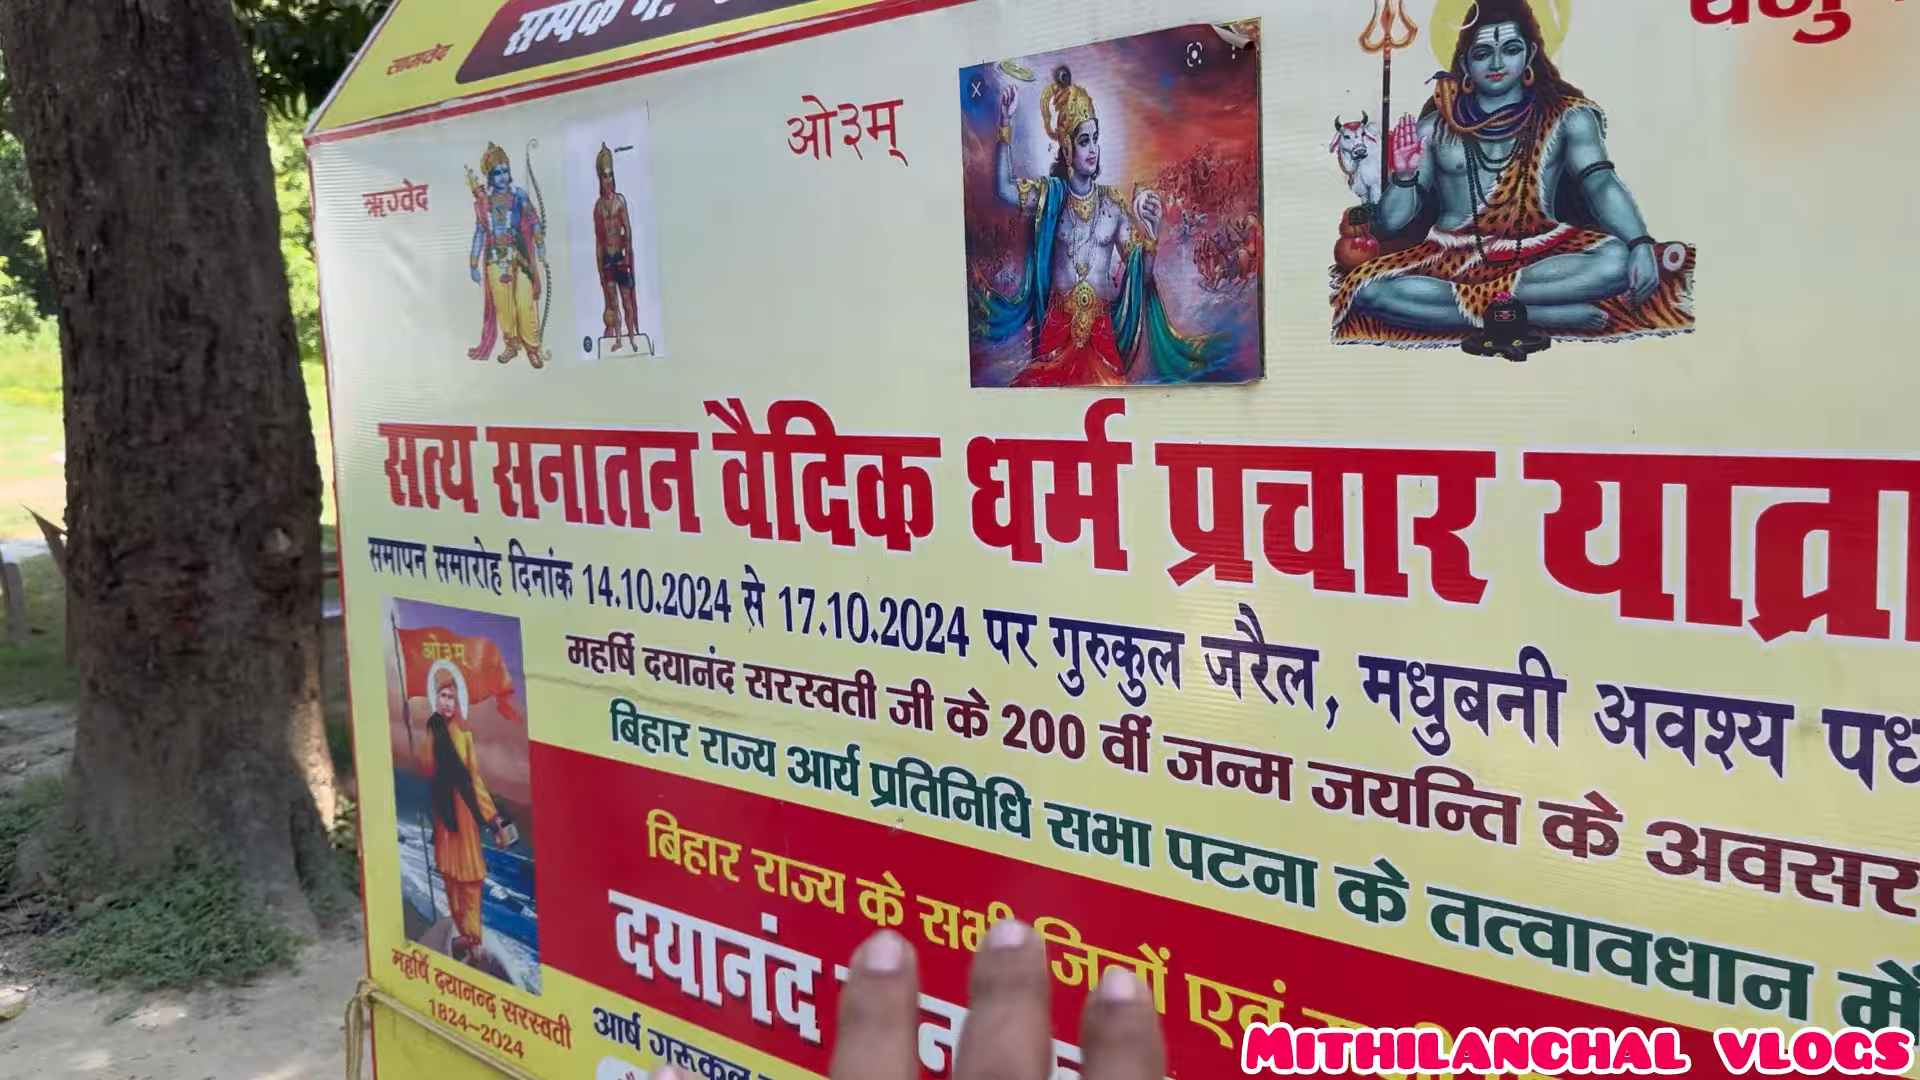 सामवेद
ऋग्वेद
ओ३म्
सत्य सनातन वैदिक धर्म प्रचार यात्रा
समापन समारोह दिनांक 14.10.2024 से 17.10.2024 पर गुरुकुल जरैल, मधुबनी अवश्य
महर्षि दयानंद सरस्वती जी के 200 वीं जन्म जयन्ति के अवसर
बिहार राज्य आर्य प्रतिनिधि सभा पटना के तत्वावधान में
ओ३म्
बिहार राज्य के सभी जिलों एवं
दयानंद
महर्षि दयानन्द सरस्वती
1824-2024
आर्ष गुरूकुल
MITHILANCHAL VLOGS